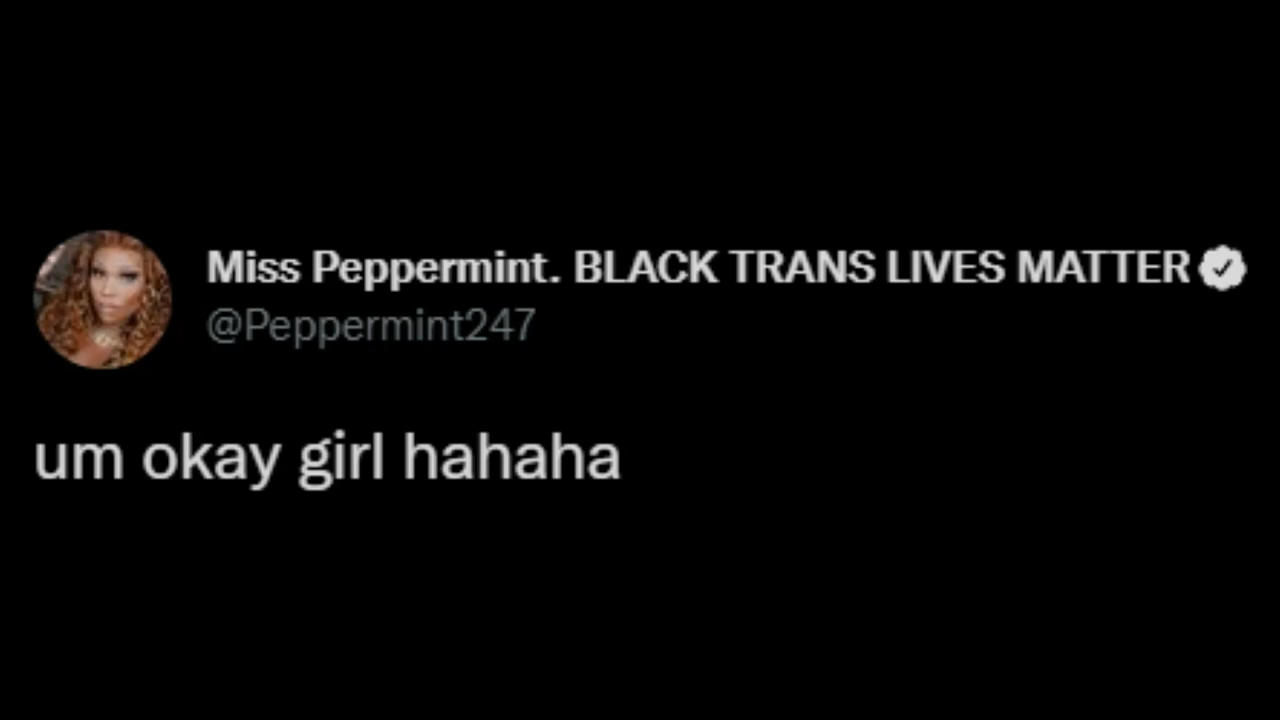 Miss Peppermint. BLACK TRANS LIVES MATTER
@Peppermint247
um okay girl hahaha